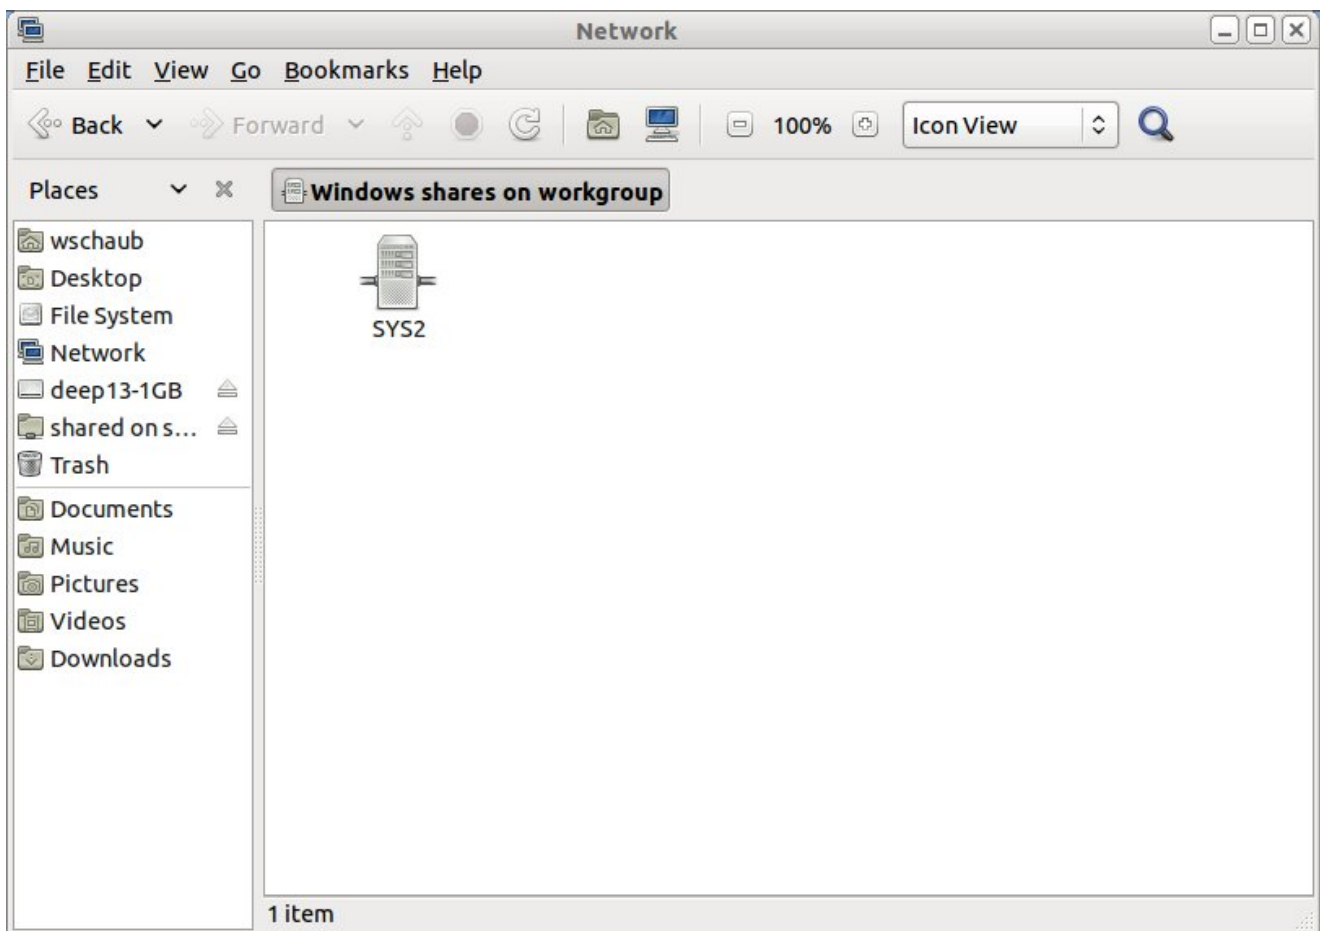 Network
File Edit View Go Bookmarks Help
Back Forward 100% Icon View
Places Windows shares on workgroup
wschaub
Desktop
File System
Network
deep13-1GB
shared on s...
Trash
Documents
Music
Pictures
Videos
Downloads
SYS2
1 item